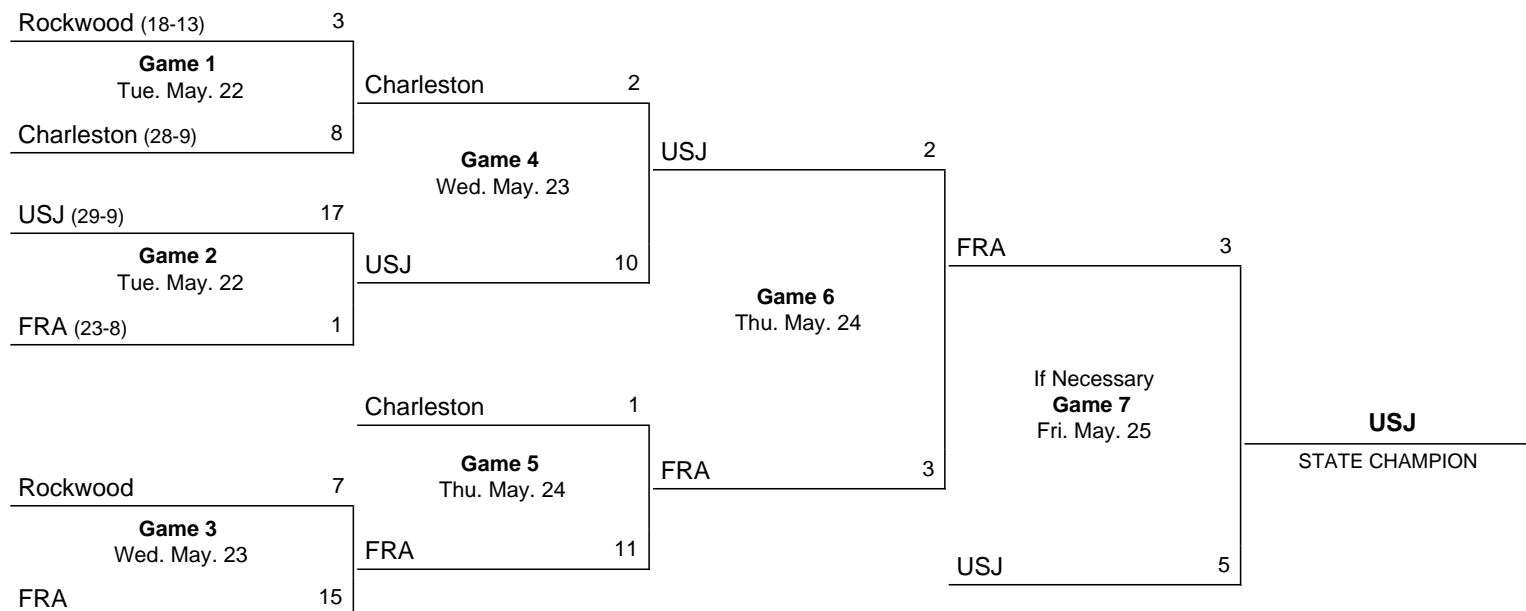 Rockwood (18-13) 3
Game 1
Tue. May. 22
Charleston (28-9) 8
USJ (29-9) 17
Game 2
Tue. May. 22
FRA (23-8) 1
Rockwood 7
Game 3
Wed. May. 23
FRA 15
Charleston 2
Game 4
Wed. May. 23
USJ 10
Charleston 1
Game 5
Thu. May. 24
FRA 11
USJ 2
Game 6
Thu. May. 24
FRA 3
FRA 3
If Necessary
Game 7
Fri. May. 25
USJ 5
USJ
STATE CHAMPION